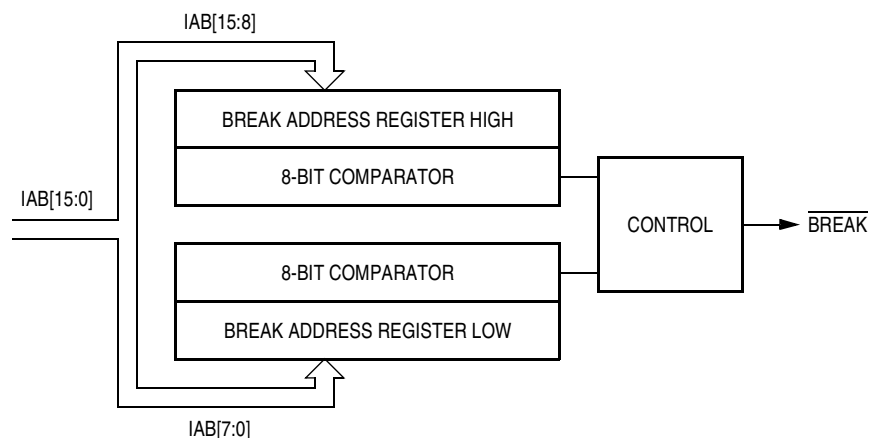 IAB[15:8]
BREAK ADDRESS REGISTER HIGH
8-BIT COMPARATOR
IAB[15:0]
CONTROL
BREAK
8-BIT COMPARATOR
BREAK ADDRESS REGISTER LOW
IAB[7:0]